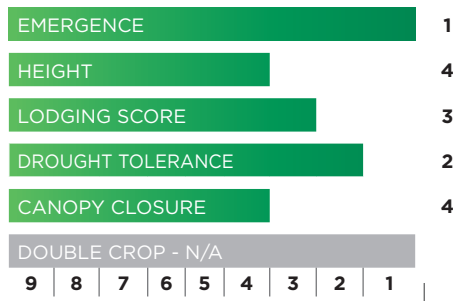 EMERGENCE 1
HEIGHT 4
LODGING SCORE 3
DROUGHT TOLERANCE 2
CANOPY CLOSURE 4
DOUBLE CROP - N/A
9 8 7 6 5 4 3 2 1